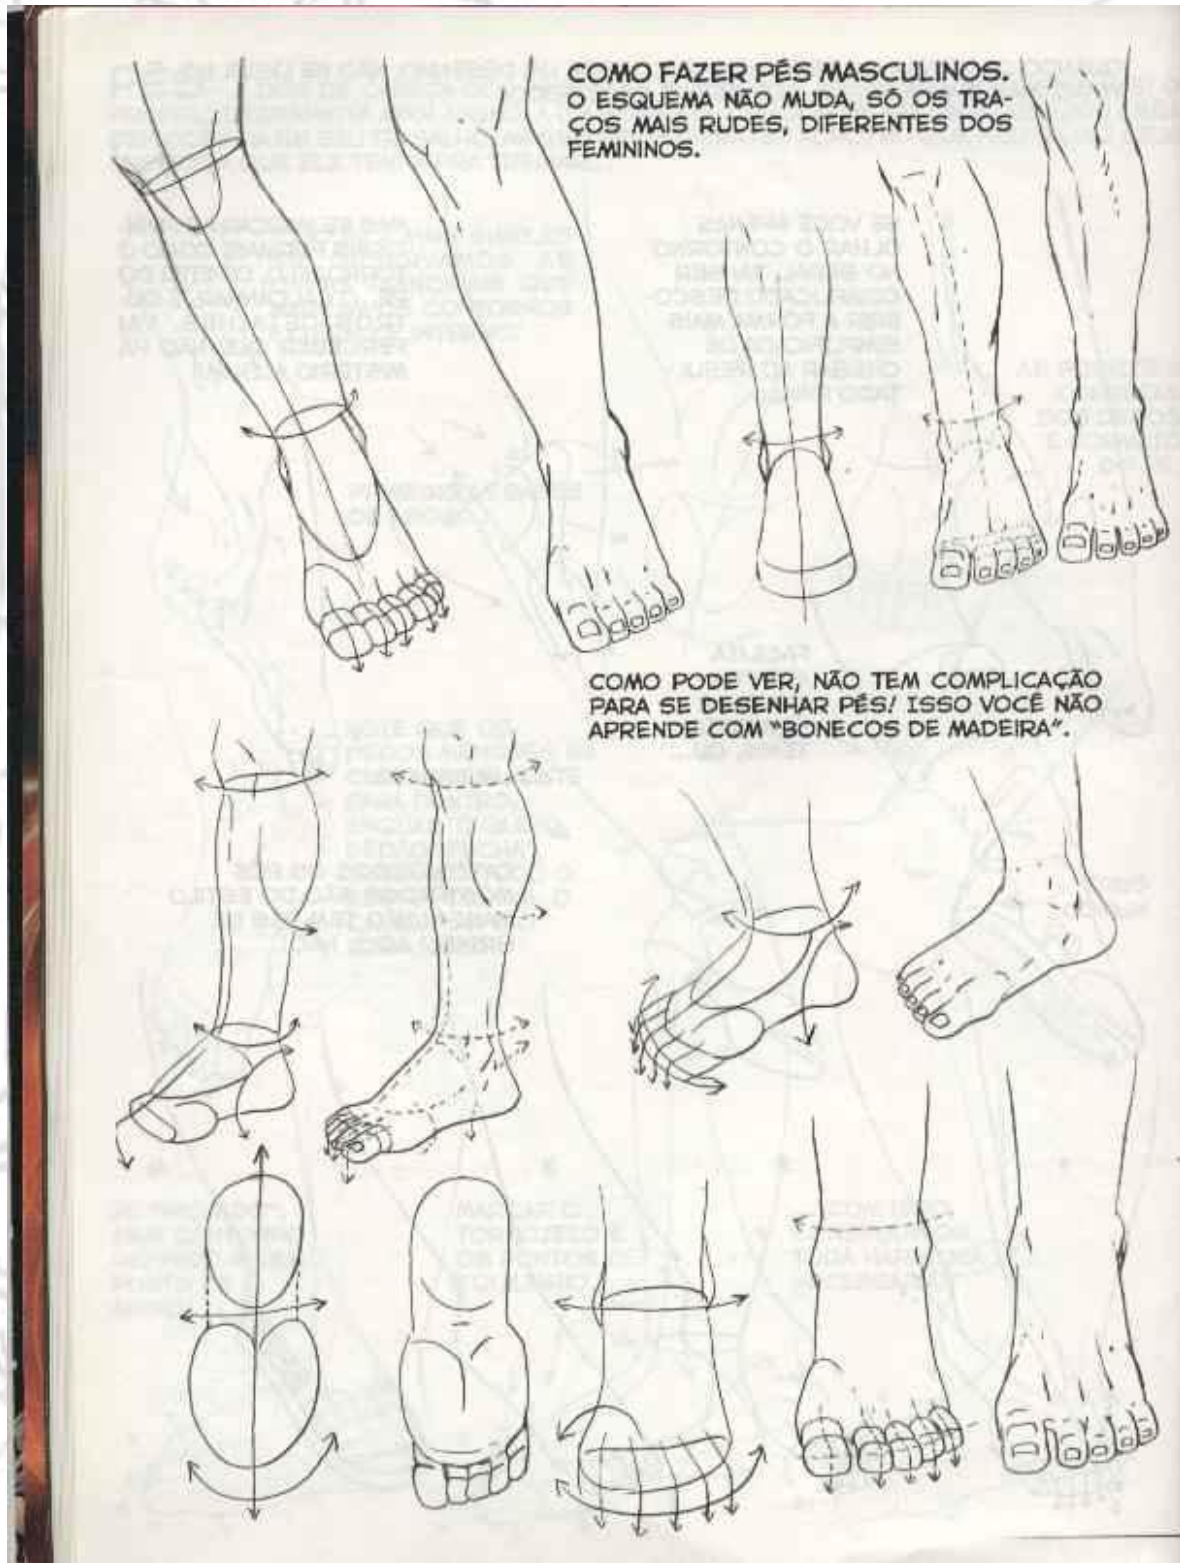 COMO FAZER PÉS MASCULINOS.
O ESQUEMA NÃO MUDA, SÓ OS TRA-
ÇOS MAIS RUDES, DIFERENTES DOS
FEMININOS.
COMO PODE VER, NÃO TEM COMPLICAÇÃO
PARA SE DESENHAR PÉS! ISSO VOCÊ NÃO
APRENDE COM "BONECOS DE MADEIRA".